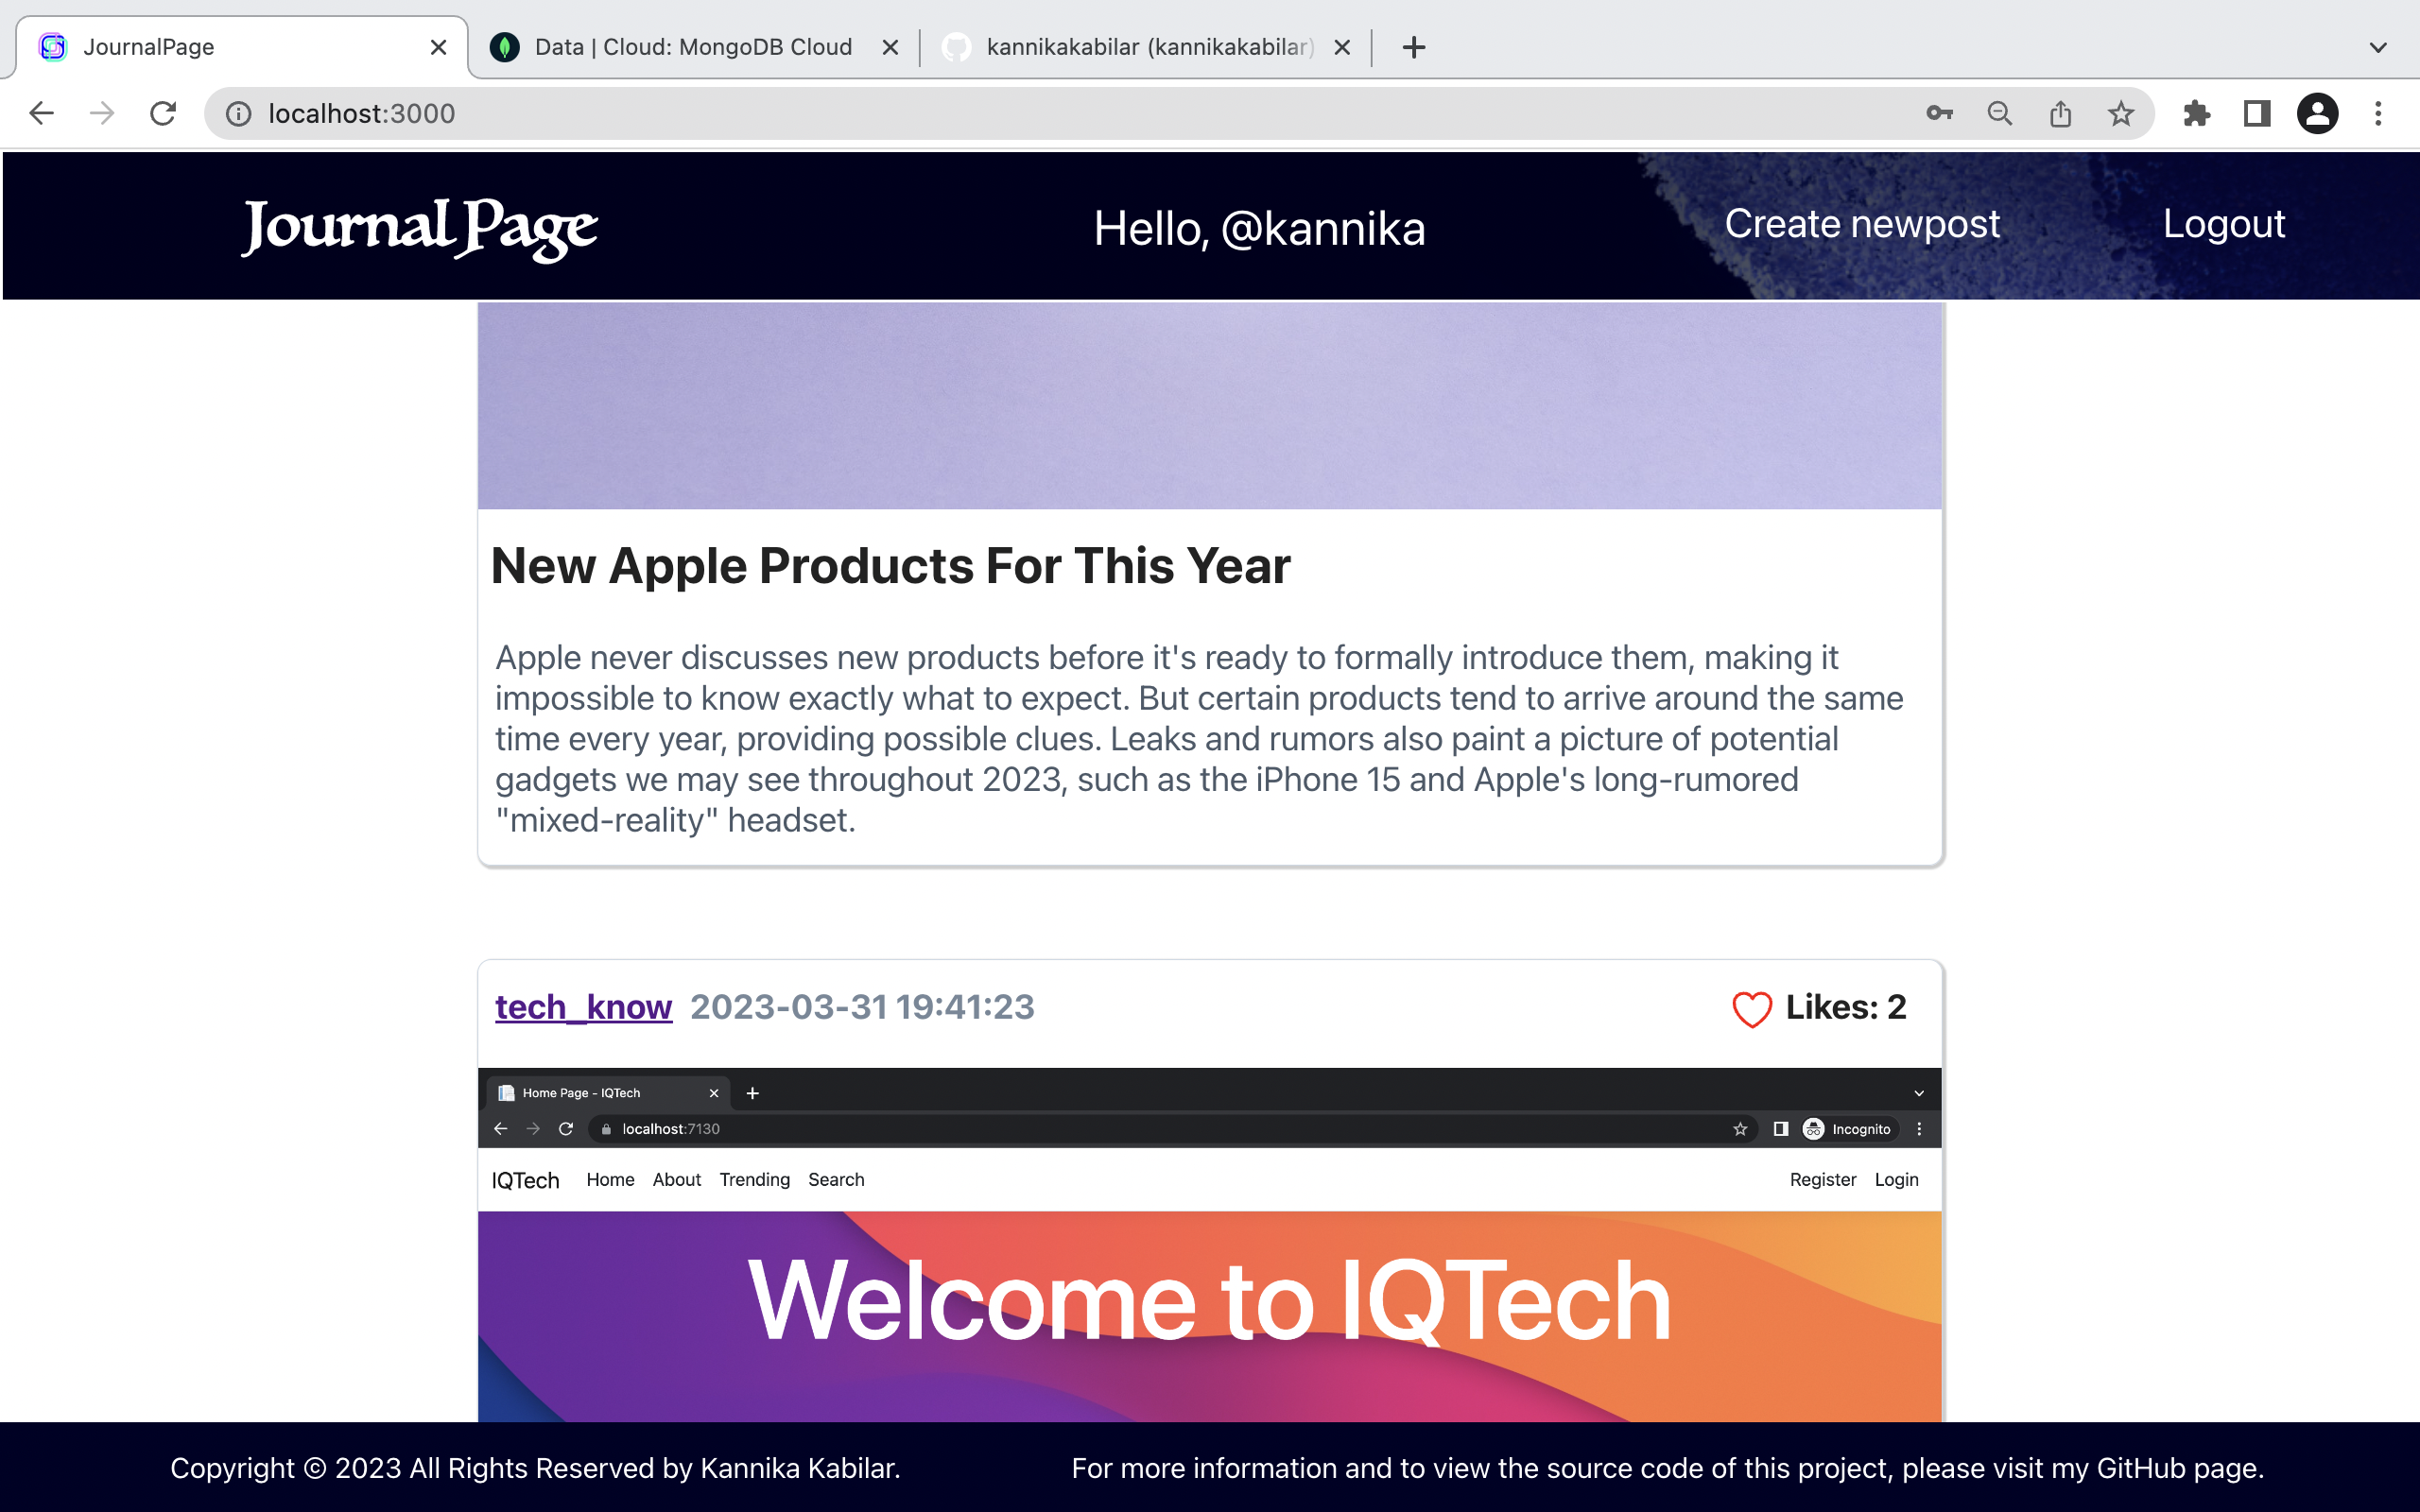 JournalPage
Data | Cloud: MongoDB Cloud
kannikakabilar (kannikakabilar)
localhost:3000
Journal Page
Hello, @kannika
Create newpost
Logout
New Apple Products For This Year
Apple never discusses new products before it's ready to formally introduce them, making it
impossible to know exactly what to expect. But certain products tend to arrive around the same
time every year, providing possible clues. Leaks and rumors also paint a picture of potential
gadgets we may see throughout 2023, such as the iPhone 15 and Apple's long-rumored
"mixed-reality" headset.
tech_know 2023-03-31 19:41:23
Likes: 2
Home Page - IQTech
localhost:7130
Incognito
IQTech Home About Trending Search
Register Login
Welcome to IQTech
Copyright © 2023 All Rights Reserved by Kannika Kabilar.
For more information and to view the source code of this project, please visit my GitHub page.